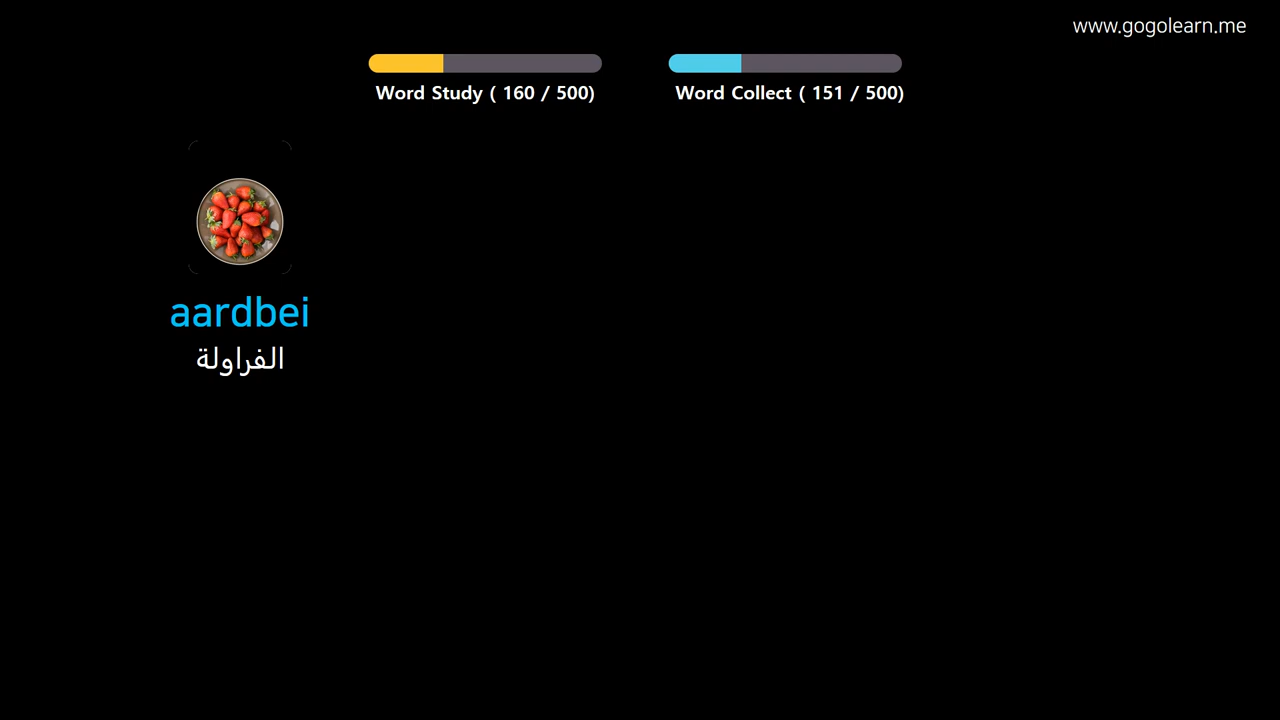 www.gogolearn.me
Word Study ( 160 / 500)
Word Collect ( 151 / 500)
aardbei
الفراولة